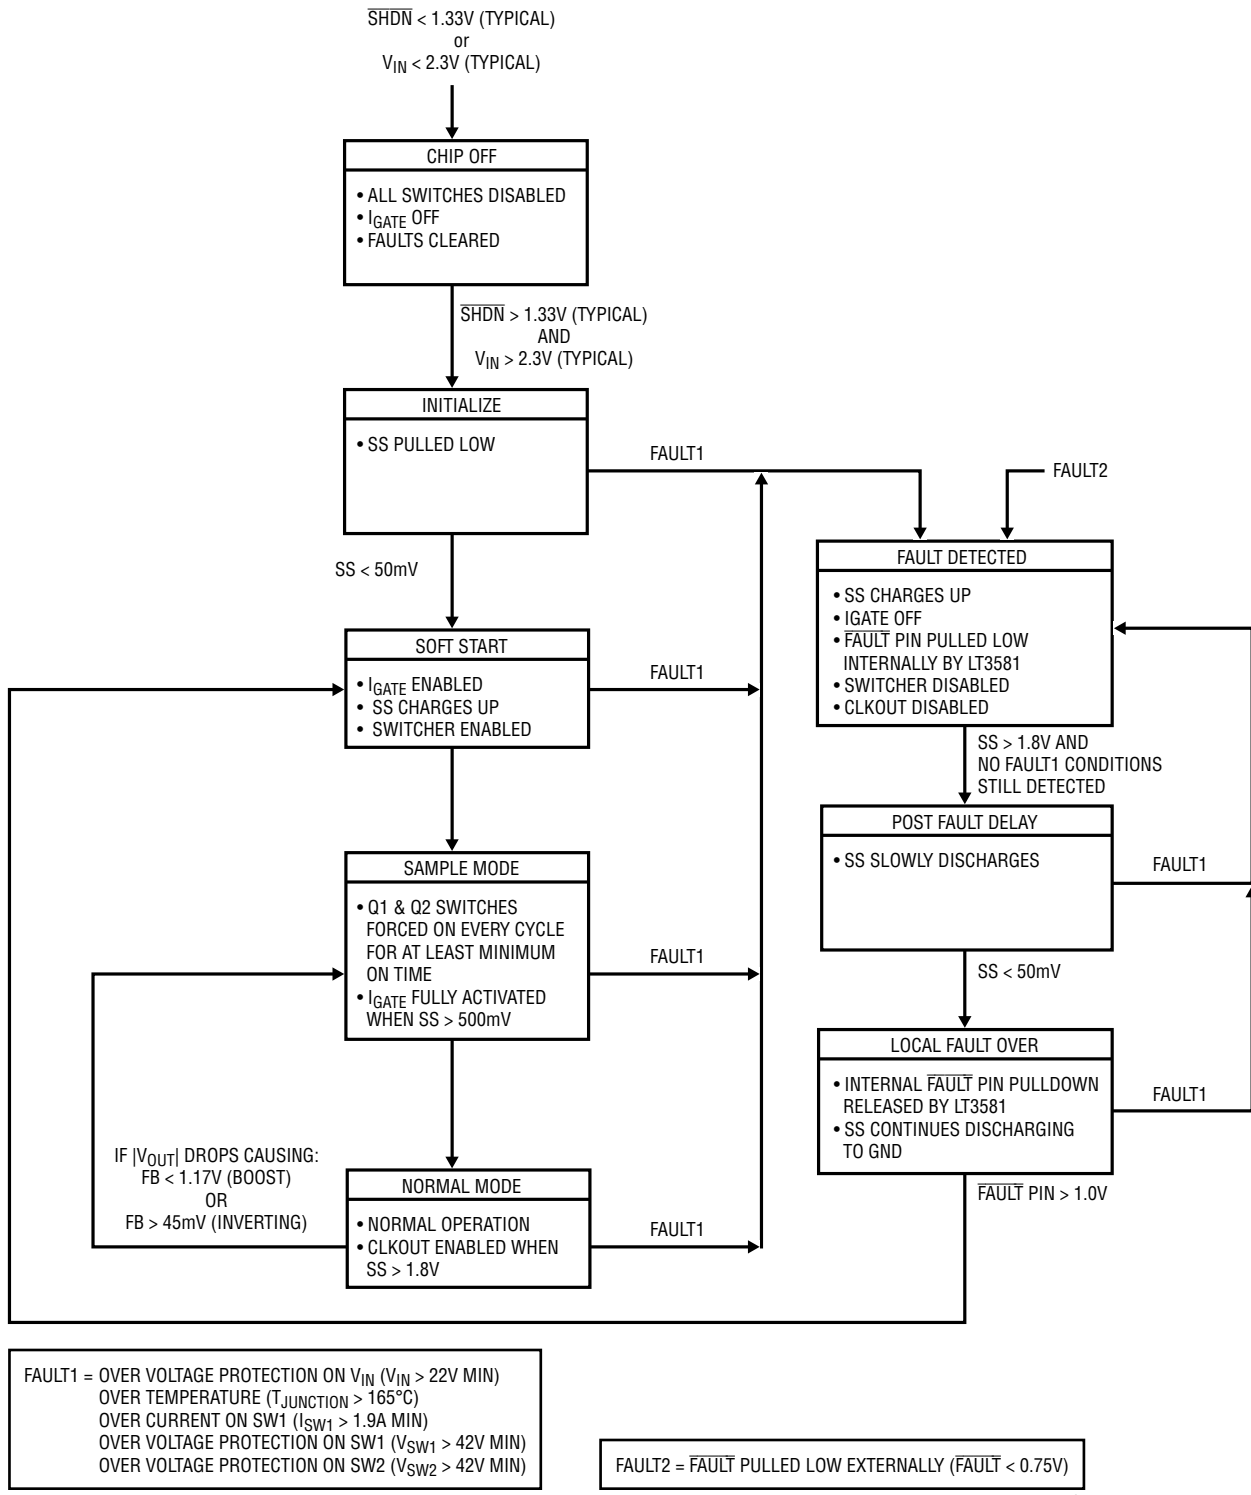 SHDN < 1.33V (TYPICAL)
or
VIN < 2.3V (TYPICAL)
CHIP OFF
• ALL SWITCHES DISABLED
• IGATE OFF
• FAULTS CLEARED
SHDN > 1.33V (TYPICAL)
AND
VIN > 2.3V (TYPICAL)
INITIALIZE
• SS PULLED LOW
FAULT1
SS < 50mV
SOFT START
• IGATE ENABLED
• SS CHARGES UP
• SWITCHER ENABLED
FAULT1
SAMPLE MODE
• Q1 & Q2 SWITCHES
FORCED ON EVERY CYCLE
FOR AT LEAST MINIMUM
ON TIME
• IGATE FULLY ACTIVATED
WHEN SS > 500mV
FAULT1
IF |VOUT| DROPS CAUSING:
FB < 1.17V (BOOST)
OR
FB > 45mV (INVERTING)
NORMAL MODE
• NORMAL OPERATION
• CLKOUT ENABLED WHEN
SS > 1.8V
FAULT1
FAULT2
FAULT DETECTED
• SS CHARGES UP
• IGATE OFF
• FAULT PIN PULLED LOW
INTERNALLY BY LT3581
• SWITCHER DISABLED
• CLKOUT DISABLED
SS > 1.8V AND
NO FAULT1 CONDITIONS
STILL DETECTED
POST FAULT DELAY
• SS SLOWLY DISCHARGES
FAULT1
SS < 50mV
LOCAL FAULT OVER
• INTERNAL FAULT PIN PULLDOWN
RELEASED BY LT3581
• SS CONTINUES DISCHARGING
TO GND
FAULT1
FAULT PIN > 1.0V
FAULT1 = OVER VOLTAGE PROTECTION ON VIN (VIN > 22V MIN)
OVER TEMPERATURE (TJUNCTION > 165°C)
OVER CURRENT ON SW1 (ISW1 > 1.9A MIN)
OVER VOLTAGE PROTECTION ON SW1 (VSW1 > 42V MIN)
OVER VOLTAGE PROTECTION ON SW2 (VSW2 > 42V MIN)
FAULT2 = FAULT PULLED LOW EXTERNALLY (FAULT < 0.75V)